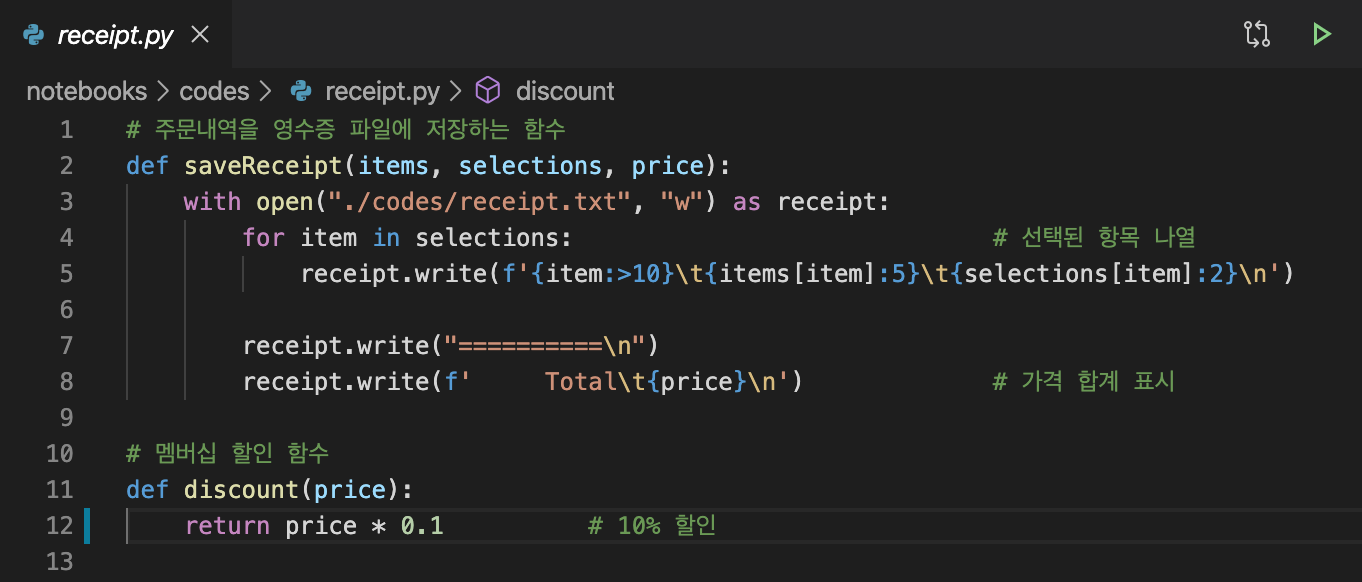 receipt.py
notebooks > codes > receipt.py > discount
1 # 주문내역을 영수증 파일에 저장하는 함수
2 def saveReceipt(items, selections, price):
3     with open("./codes/receipt.txt", "w") as receipt:
4         for item in selections:                             # 선택된 항목 나열
5             receipt.write(f'{item:>10}\t{items[item]:5}\t{selections[item]:2}\n')
6
7         receipt.write("==========\n")
8         receipt.write(f'     Total\t{price}\n')             # 가격 합계 표시
9
10 # 멤버십 할인 함수
11 def discount(price):
12     return price * 0.1          # 10% 할인
13